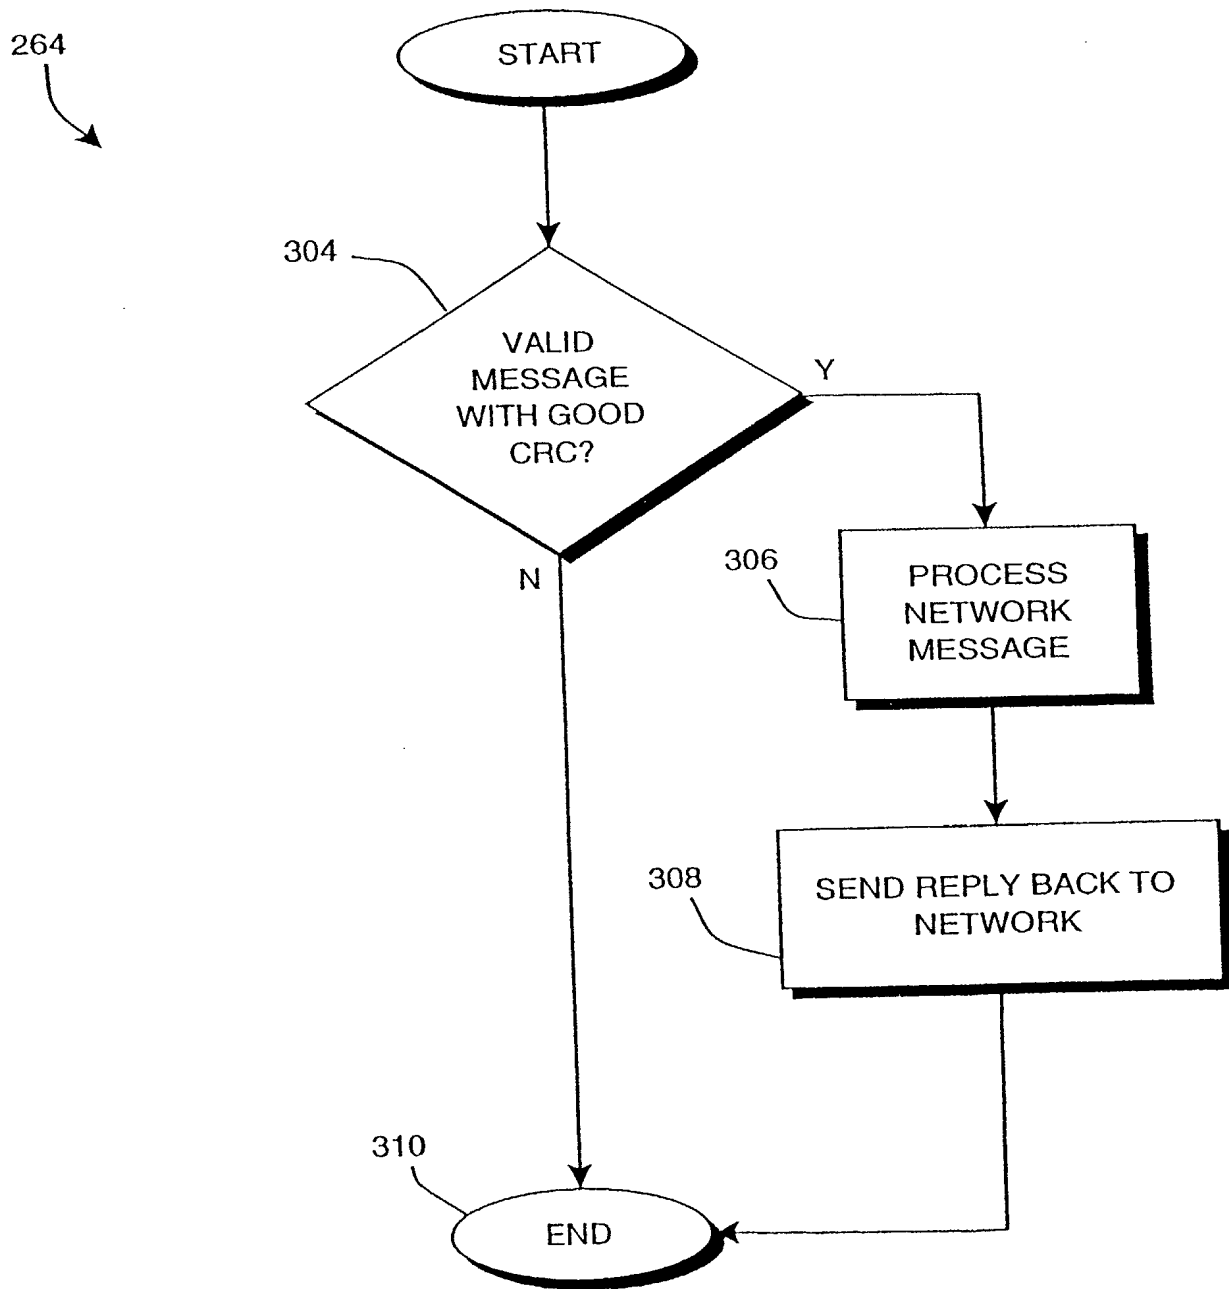 264
START
304
VALID
MESSAGE
WITH GOOD
CRC?
Y
N
306
PROCESS
NETWORK
MESSAGE
308
SEND REPLY BACK TO
NETWORK
310
END